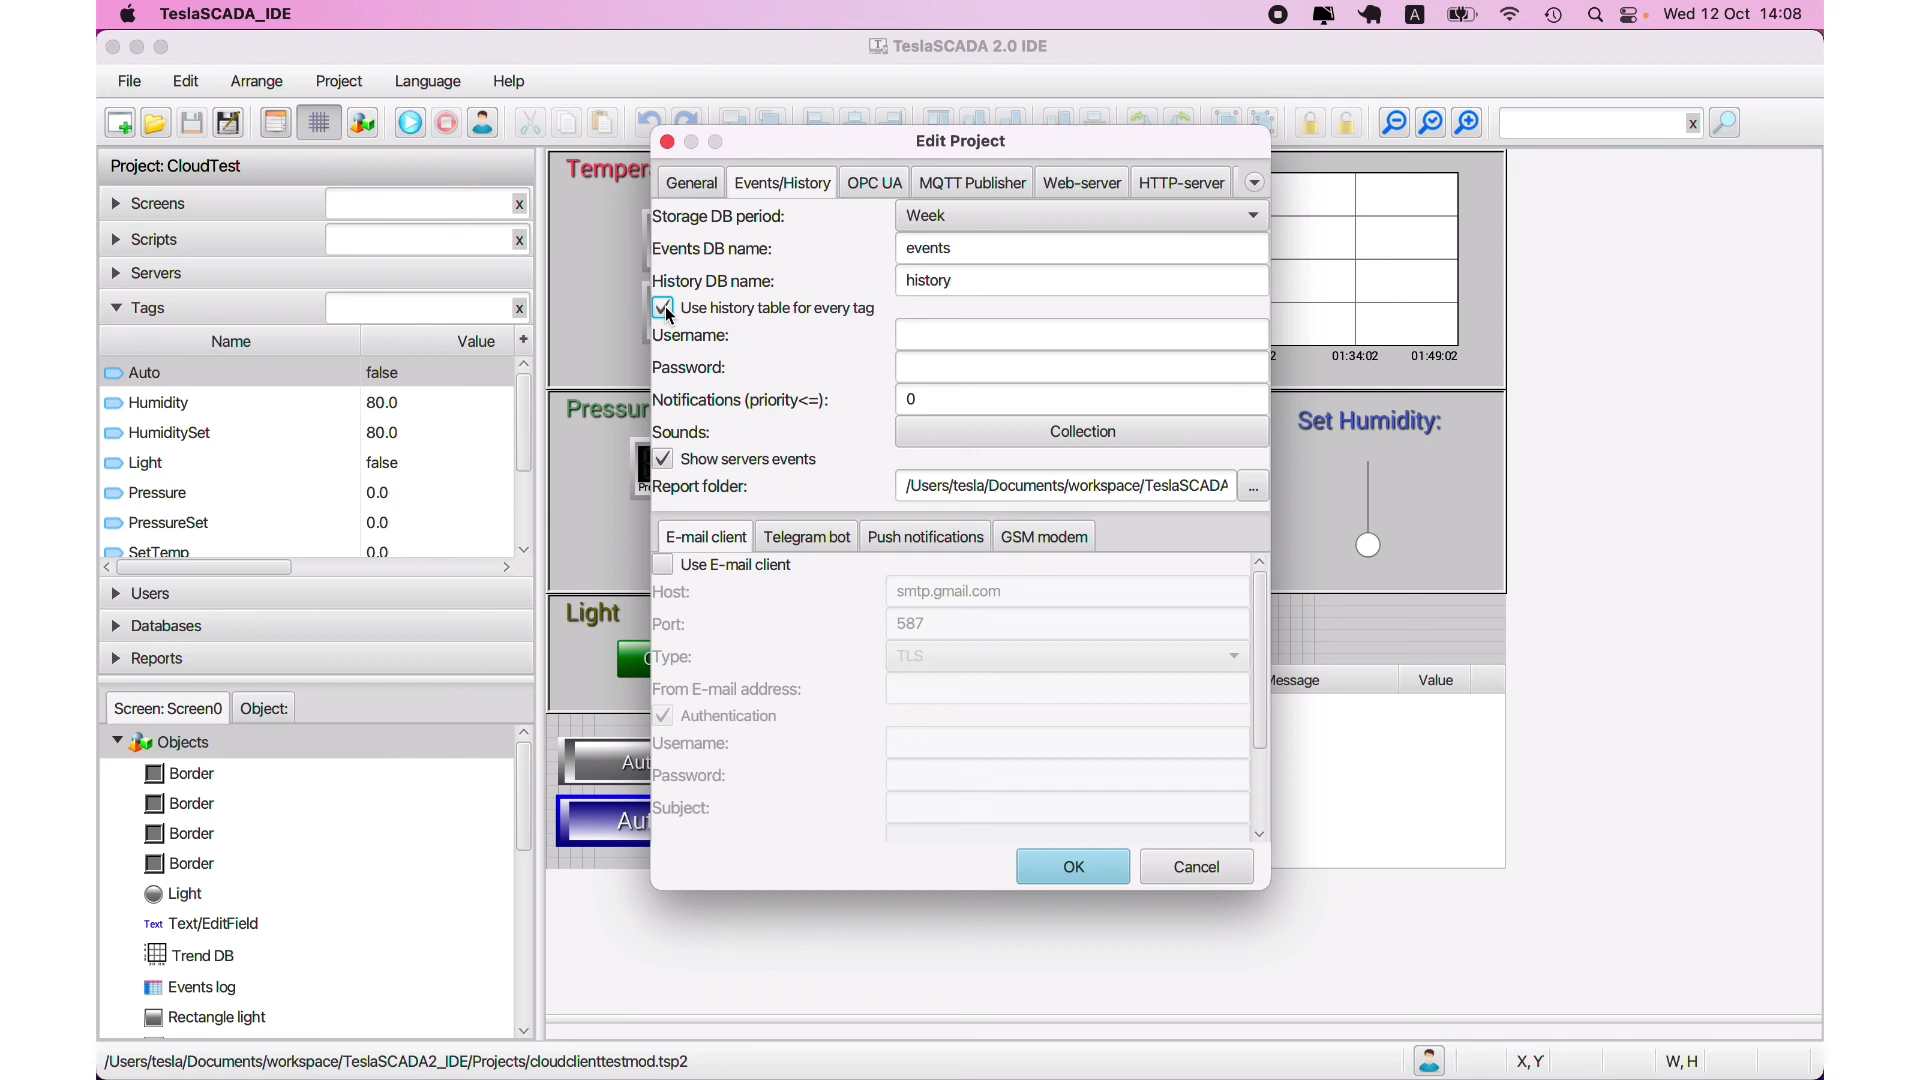 TeslaSCADA_IDE
A
Wed 12 Oct 14:08
TeslaSCADA 2.0 IDE
File Edit Arrange Project Language Help
x
Project: CloudTest
Screens x
Scripts x
Servers
Tags x
Name Value +
Auto false
Humidity 80.0
HumiditySet 80.0
Light false
Pressure 0.0
PressureSet 0.0
SetTemp 0.0
Users
Databases
Reports
Screen: Screen0 Object:
Objects
Border
Border
Border
Border
Light
Text Text/EditField
Trend DB
Events log
Rectangle light
Temper
Pressur
Pr
Light
Aut
Aut
Edit Project
General Events/History OPC UA MQTT Publisher Web-server HTTP-server
Storage DB period: Week
Events DB name: events
History DB name: history
Use history table for every tag
Username:
Password:
Notifications (priority<=): 0
Sounds: Collection
Show servers events
Report folder: /Users/tesla/Documents/workspace/TeslaSCADA ...
E-mail client Telegram bot Push notifications GSM modem
Use E-mail client
Host: smtp.gmail.com
Port: 587
Type: TLS
From E-mail address:
Authentication
Username:
Password:
Subject:
OK Cancel
2 01:34:02 01:49:02
Set Humidity:
Message Value
/Users/tesla/Documents/workspace/TeslaSCADA2_IDE/Projects/cloudclienttestmod.tsp2
X,Y W,H